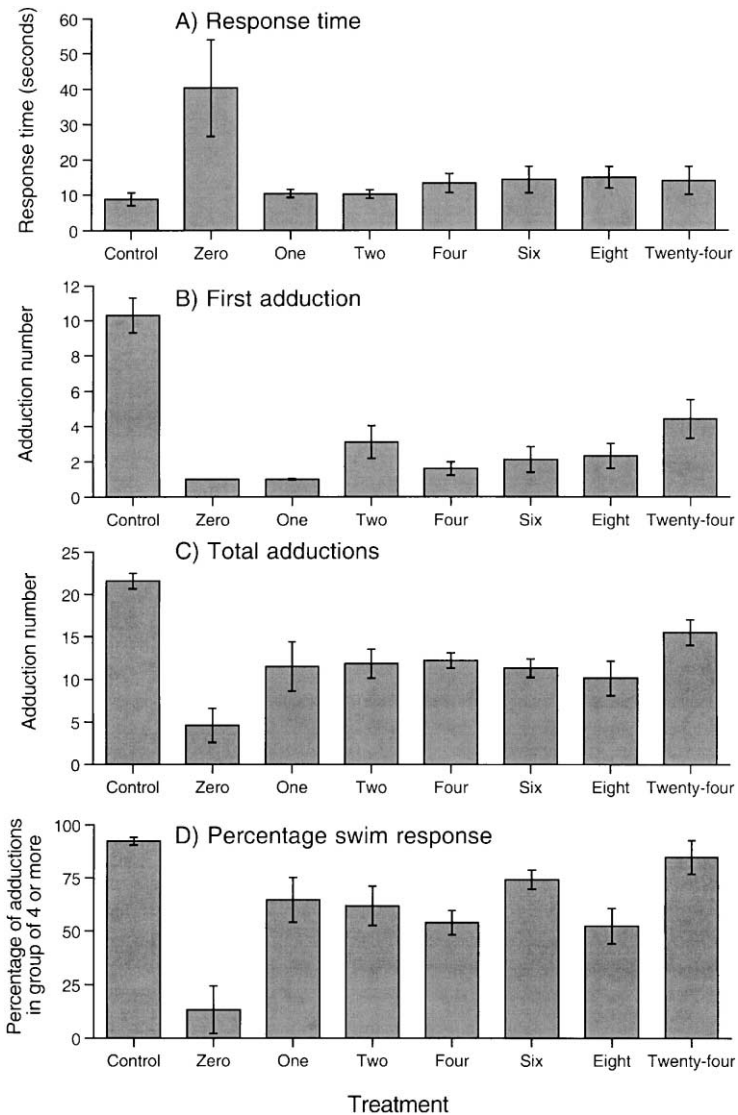 A) Response time
Response time (seconds)
60
50
40
30
20
10
0
Control Zero One Two Four Six Eight Twenty-four
B) First adduction
Adduction number
12
10
8
6
4
2
0
Control Zero One Two Four Six Eight Twenty-four
C) Total adductions
Adduction number
25
20
15
10
5
0
Control Zero One Two Four Six Eight Twenty-four
D) Percentage swim response
Percentage of adductions
in group of 4 or more
100
75
50
25
0
Control Zero One Two Four Six Eight Twenty-four
Treatment